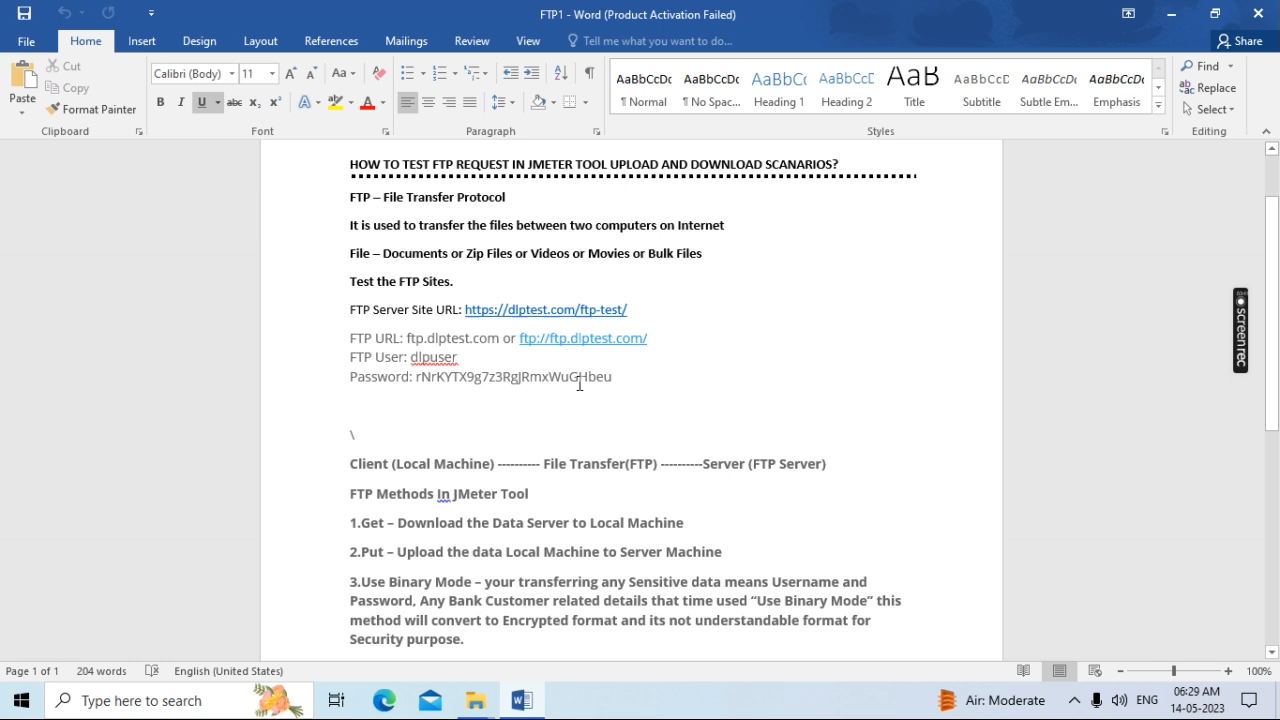 FTP1 - Word (Product Activation Failed)
File Home Insert Design Layout References Mailings Review View Tell me what you want to do... Share
Paste
Cut
Copy
Format Painter
Calibri (Body) 11
Aa
B I U abc x₂ x² A ab A
AaBbCcDc AaBbCcDc AaBbCc AaBbCcE AaB AaBbCcD AaBbCcDc AaBbCcDc
¶ Normal ¶ No Spac... Heading 1 Heading 2 Title Subtitle Subtle Em... Emphasis
Find
Replace
Select
Clipboard Font Paragraph Styles Editing
HOW TO TEST FTP REQUEST IN JMETER TOOL UPLOAD AND DOWNLOAD SCANARIOS?
FTP – File Transfer Protocol
It is used to transfer the files between two computers on Internet
File – Documents or Zip Files or Videos or Movies or Bulk Files
Test the FTP Sites.
FTP Server Site URL: https://dlptest.com/ftp-test/
FTP URL: ftp.dlptest.com or ftp://ftp.dlptest.com/
FTP User: dlpuser
Password: rNrKYTX9g7z3RgJRmxWuGHbeu
\
Client (Local Machine) ---------- File Transfer(FTP) ----------Server (FTP Server)
FTP Methods In JMeter Tool
1.Get – Download the Data Server to Local Machine
2.Put – Upload the data Local Machine to Server Machine
3.Use Binary Mode – your transferring any Sensitive data means Username and
Password, Any Bank Customer related details that time used “Use Binary Mode” this
method will convert to Encrypted format and its not understandable format for
Security purpose.
screenrec
Page 1 of 1 204 words English (United States) 100%
Type here to search
Air: Moderate
ENG
06:29 AM
14-05-2023